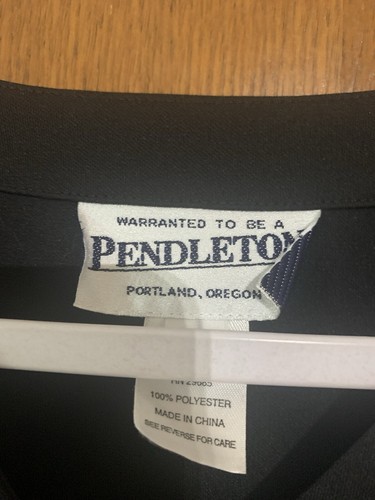 WARRANTED TO BE A
PENDLETON
PORTLAND, OREGON
100% POLYESTER
MADE IN CHINA
SEE REVERSE FOR CARE